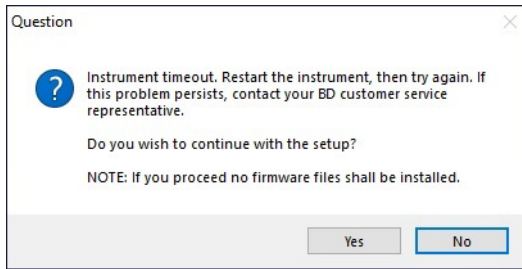 Question
Instrument timeout. Restart the instrument, then try again. If
this problem persists, contact your BD customer service
representative.
Do you wish to continue with the setup?
NOTE: If you proceed no firmware files shall be installed.
Yes
No